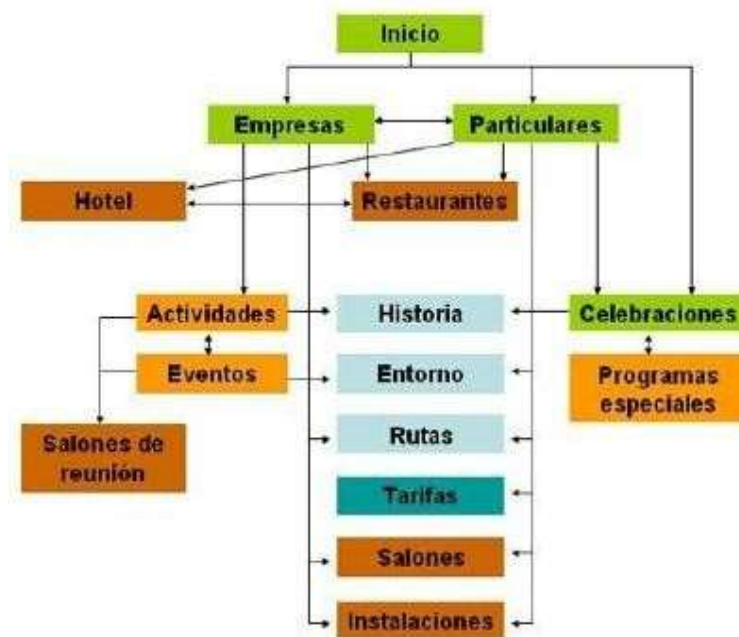 Inicio
Empresas
Particulares
Hotel
Restaurantes
Actividades
Historia
Celebraciones
Eventos
Entorno
Programas
especiales
Salones de
reunión
Rutas
Tarifas
Salones
Instalaciones